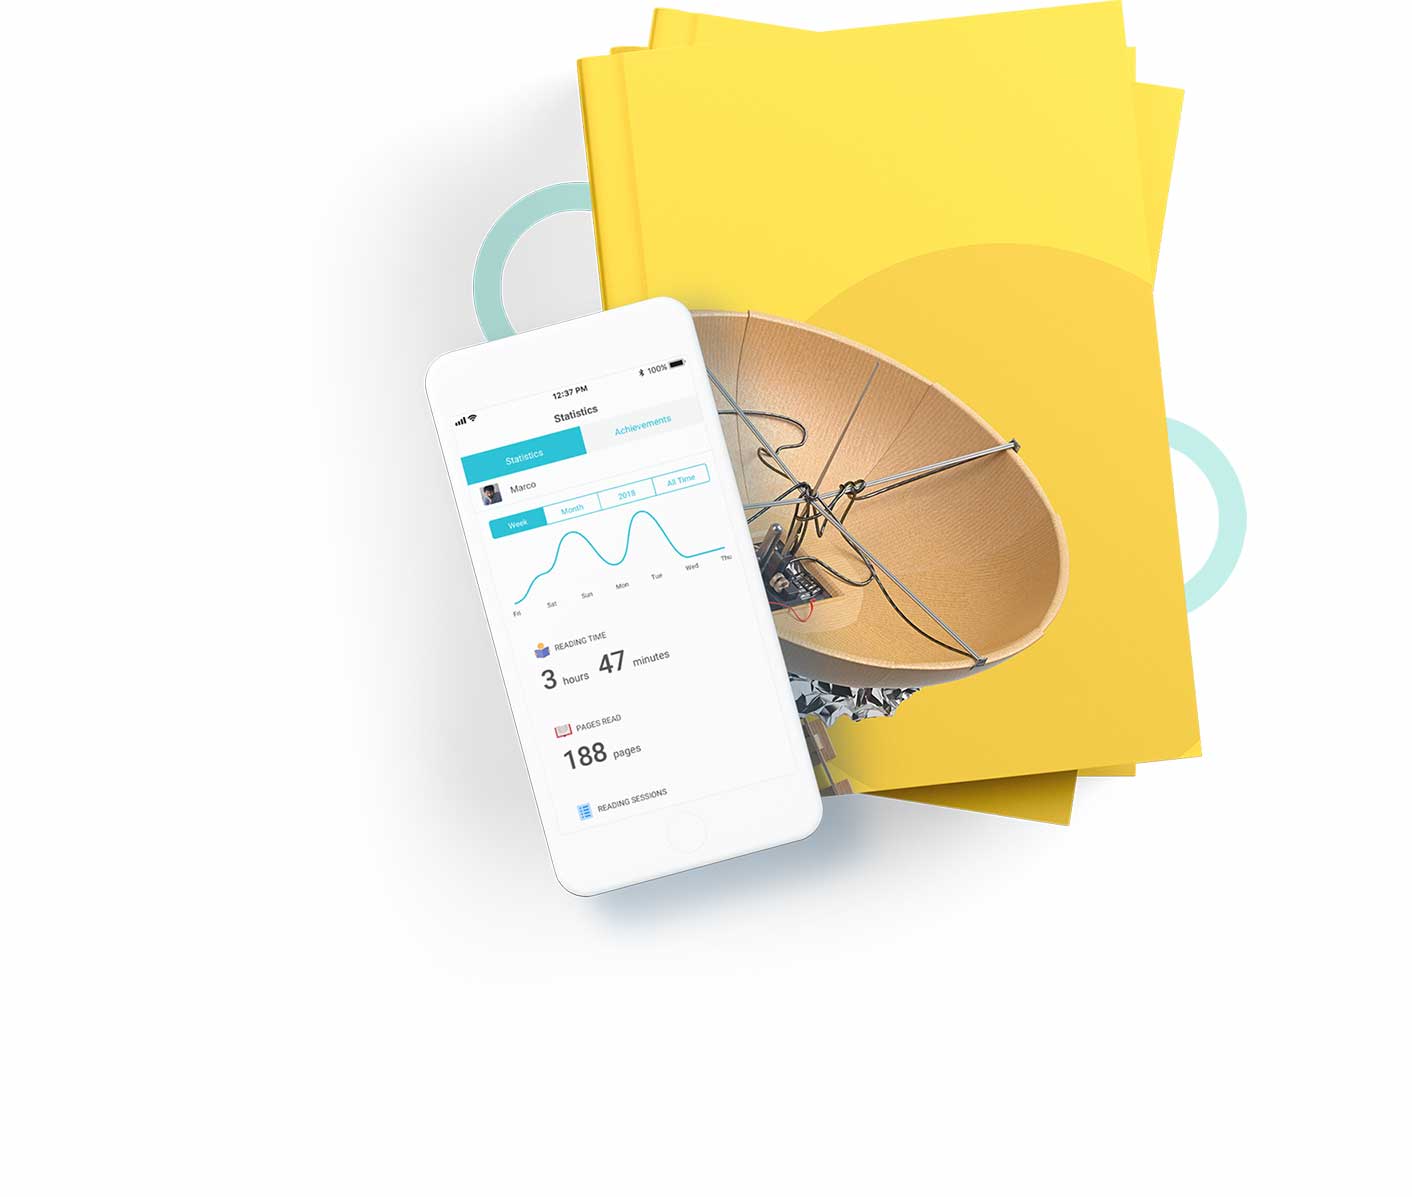 12:37 PM
100%
Statistics
Statistics
Achievements
Marco
Week
Month
2018
All Time
Fri
Sat
Sun
Mon
Tue
Wed
Thu
READING TIME
3 hours 47 minutes
PAGES READ
188 pages
READING SESSIONS